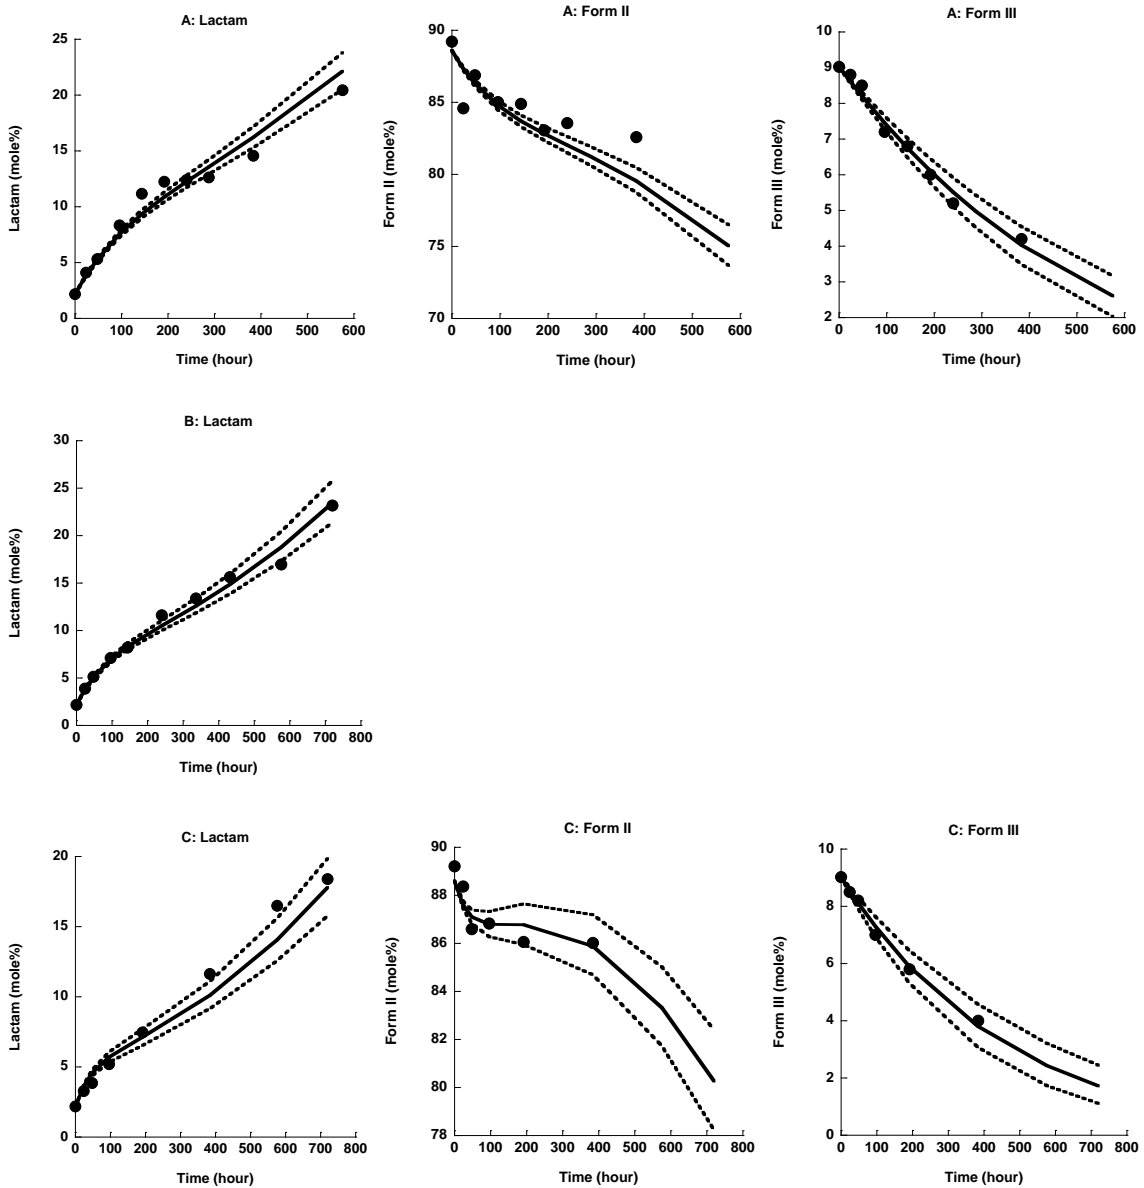 A: Lactam
25
20
15
10
5
0
0 100 200 300 400 500 600
Lactam (mole%)
Time (hour)
A: Form II
90
85
80
75
70
0 100 200 300 400 500 600
Form II (mole%)
Time (hour)
A: Form III
10
9
8
7
6
5
4
3
2
0 100 200 300 400 500 600
Form III (mole%)
Time (hour)
B: Lactam
30
25
20
15
10
5
0
0 100 200 300 400 500 600 700 800
Lactam (mole%)
Time (hour)
C: Lactam
20
15
10
5
0
0 100 200 300 400 500 600 700 800
Lactam (mole%)
Time (hour)
C: Form II
90
88
86
84
82
80
78
0 100 200 300 400 500 600 700 800
Form II (mole%)
Time (hour)
C: Form III
10
8
6
4
2
0
0 100 200 300 400 500 600 700 800
Form III (mole%)
Time (hour)